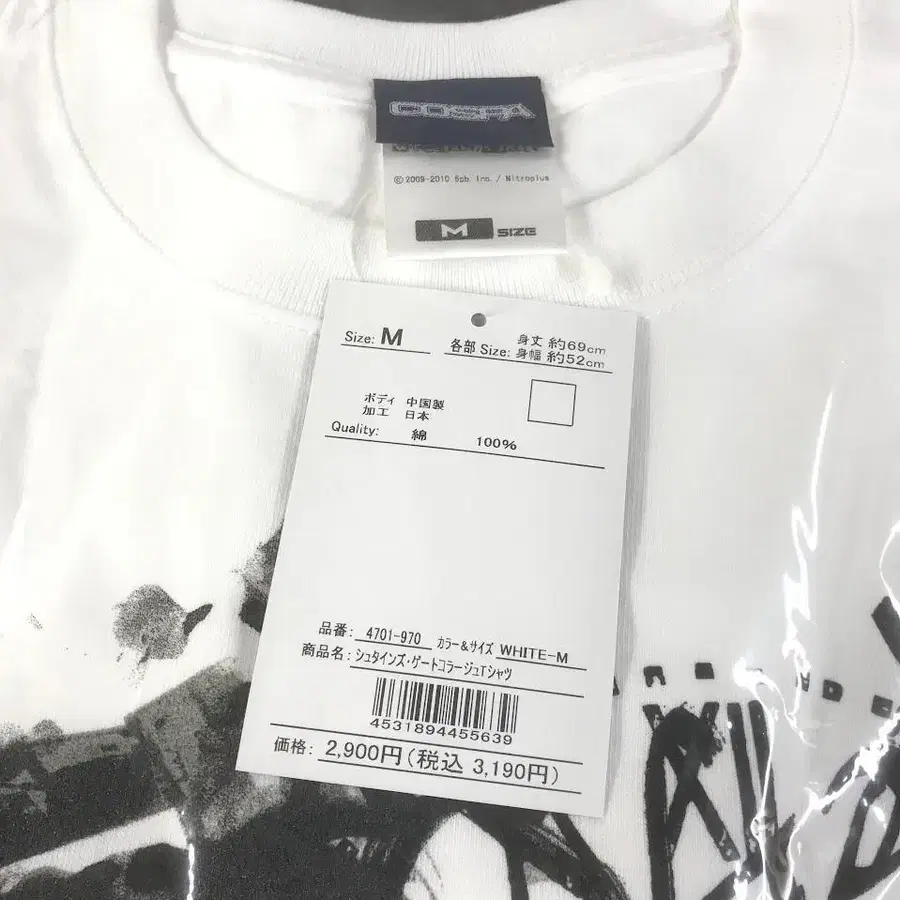 COSPA
©2009-2010 5pb. Inc. / Nitroplus
M SIZE
Size: M 各部 Size: 身丈 約69cm
身幅 約52cm
ボディ 中国製
加工 日本
Quality: 綿 100%
品番: 4701-970 カラー&サイズ WHITE-M
商品名: シュタインズ・ゲートコラージュTシャツ
4531894455639
価格: 2,900円(税込 3,190円)